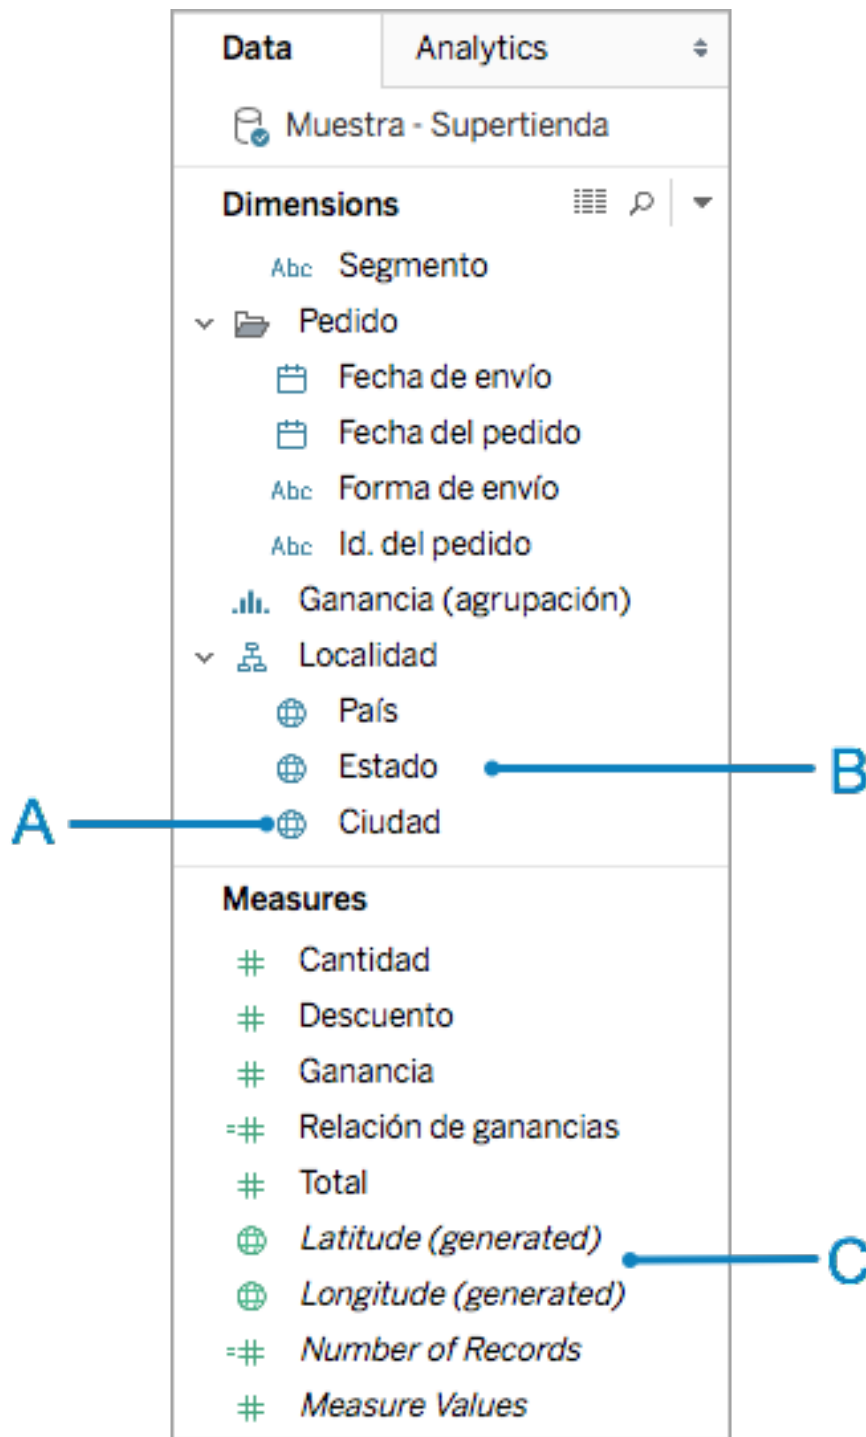 Data Analytics
Muestra - Supertienda
Dimensions
Abc Segmento
Pedido
Fecha de envío
Fecha del pedido
Abc Forma de envío
Abc Id. del pedido
Ganancia (agrupación)
Localidad
País
Estado B
A Ciudad
Measures
# Cantidad
# Descuento
# Ganancia
=# Relación de ganancias
# Total
Latitude (generated) C
Longitude (generated)
=# Number of Records
# Measure Values